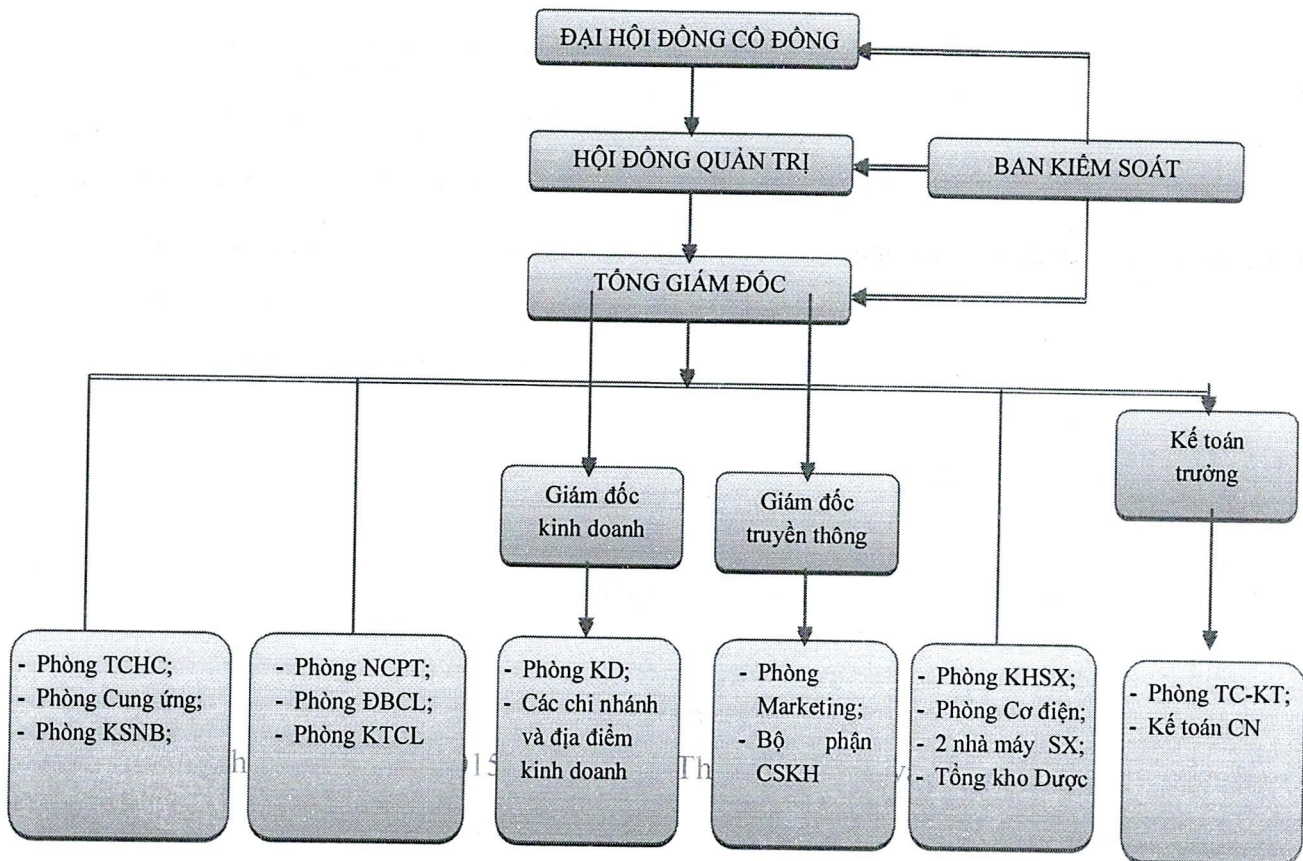 ĐẠI HỘI ĐỒNG CỔ ĐÔNG
HỘI ĐỒNG QUẢN TRỊ
BAN KIỂM SOÁT
TỔNG GIÁM ĐỐC
Kế toán
trưởng
Giám đốc
kinh doanh
Giám đốc
truyền thông
- Phòng TCHC;
- Phòng Cung ứng;
- Phòng KSNB;
- Phòng NCPT;
- Phòng ĐBCL;
- Phòng KTCL
- Phòng KD;
- Các chi nhánh
và địa điểm
kinh doanh
- Phòng
Marketing;
- Bộ phận
CSKH
- Phòng KHSX;
- Phòng Cơ điện;
- 2 nhà máy SX;
- Tổng kho Dược
- Phòng TC-KT;
- Kế toán CN